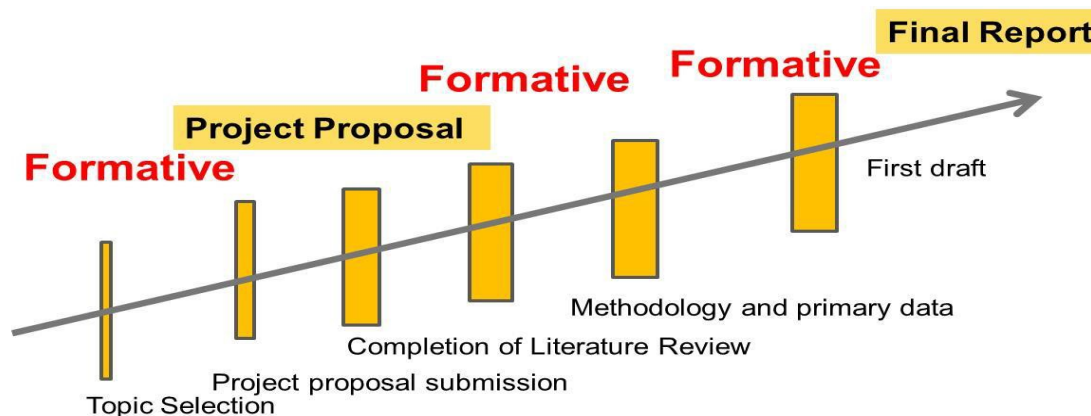 Final Report
Formative
Formative
Project Proposal
Formative
First draft
Methodology and primary data
Completion of Literature Review
Project proposal submission
Topic Selection